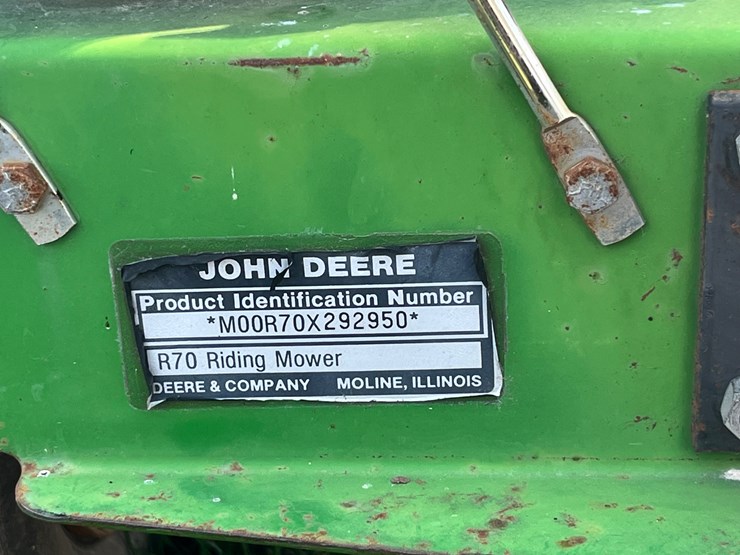 JOHN DEERE
Product Identification Number
*M00R70X292950*
R70 Riding Mower
DEERE & COMPANY MOLINE, ILLINOIS